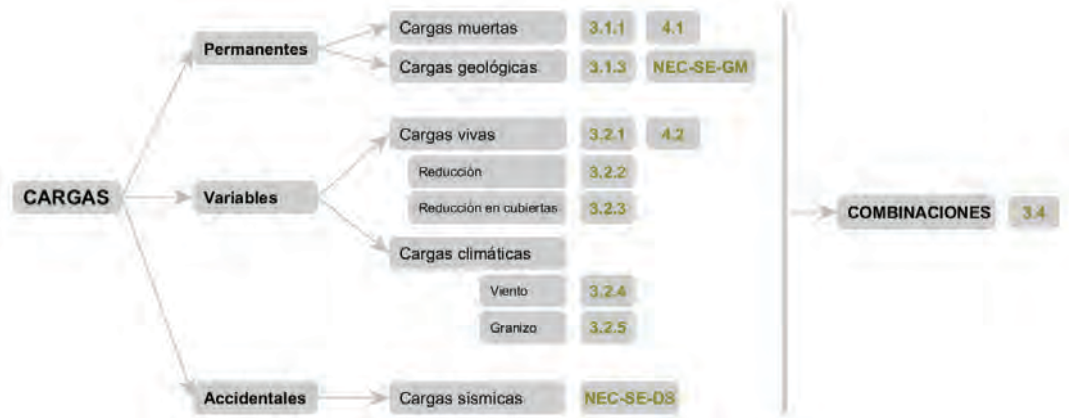 Cargas muertas 3.1.1 4.1
Permanentes
Cargas geológicas 3.1.3 NEC-SE-GM
Cargas vivas 3.2.1 4.2
Reducción 3.2.2
CARGAS
Variables
Reducción en cubiertas 3.2.3
COMBINACIONES 3.4
Cargas climáticas
Viento 3.2.4
Granizo 3.2.5
Accidentales
Cargas sísmicas NEC-SE-DS